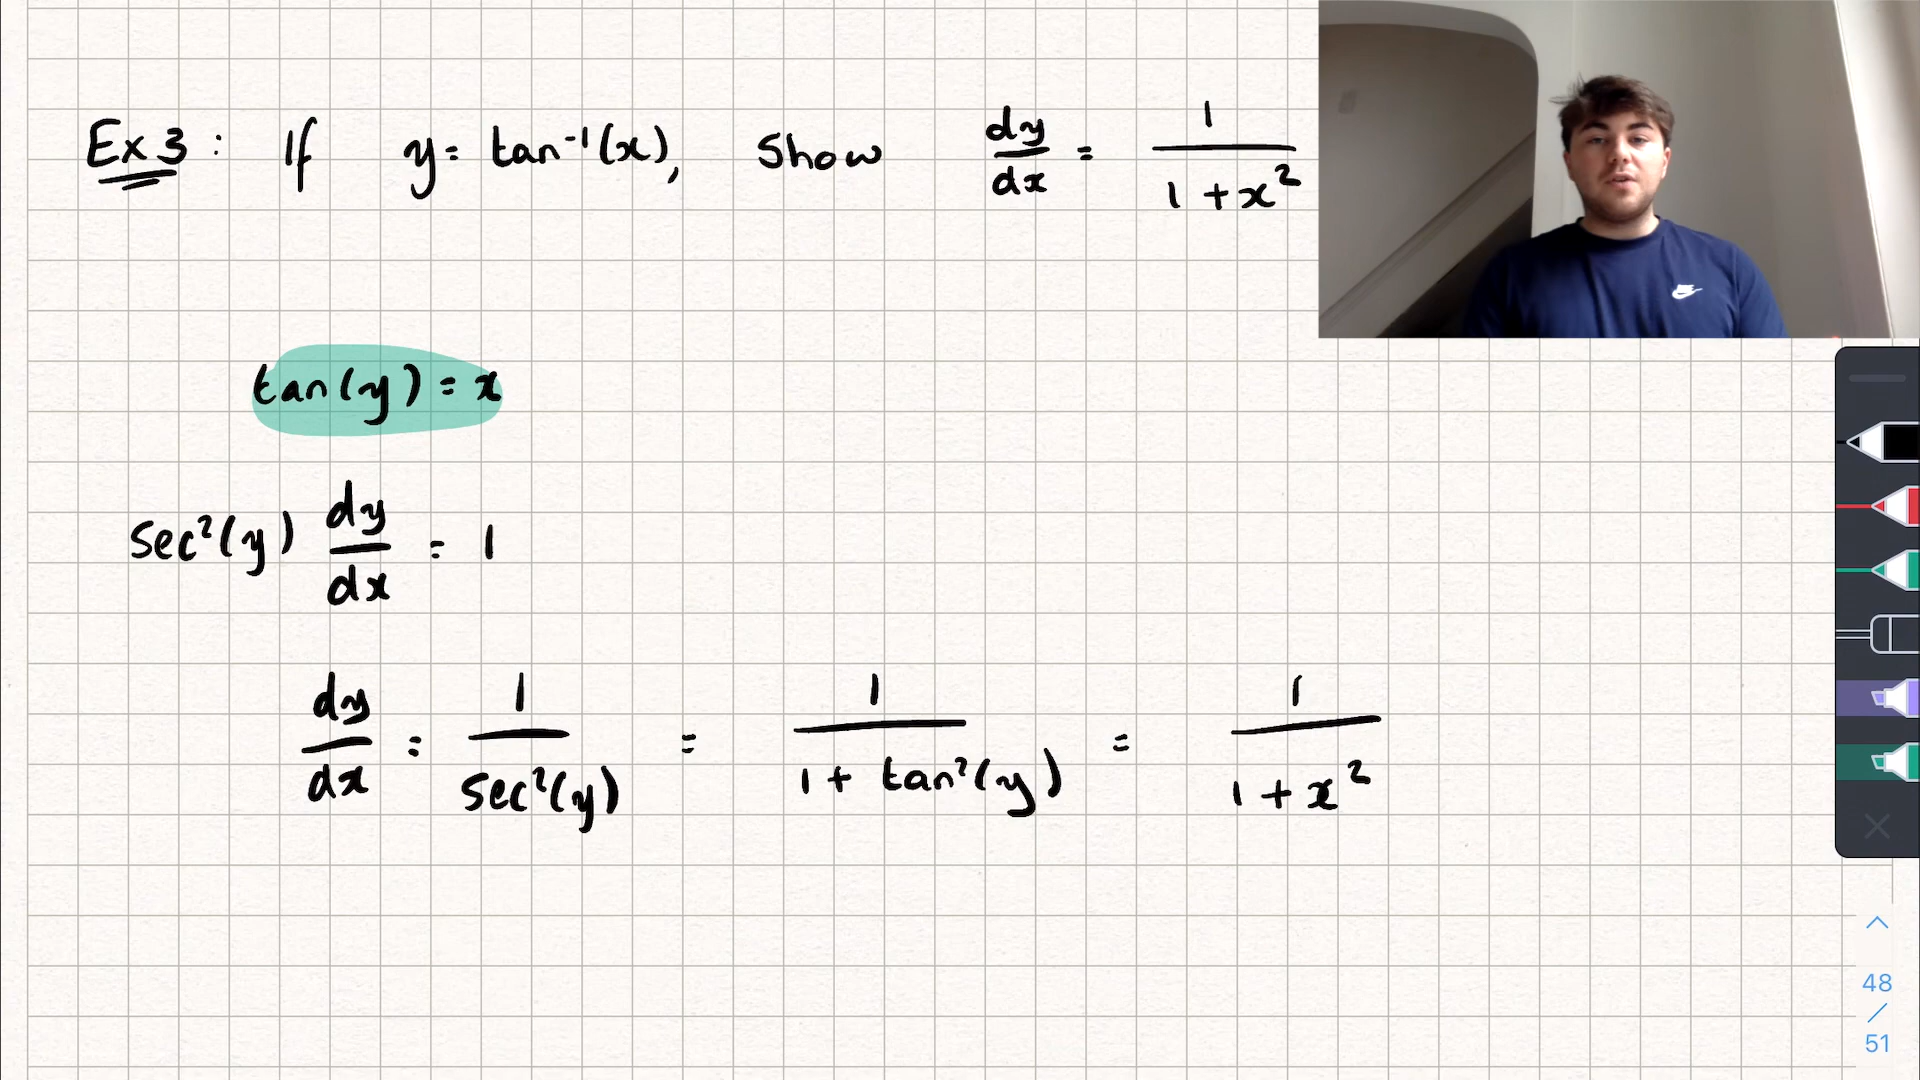 Ex 3 : If y = tan⁻¹(x), Show dy/dx = 1/(1 + x²)
tan(y) = x
Sec²(y) dy/dx = 1
dy/dx = 1/Sec²(y) = 1/(1 + tan²(y)) = 1/(1 + x²)
48
/
51